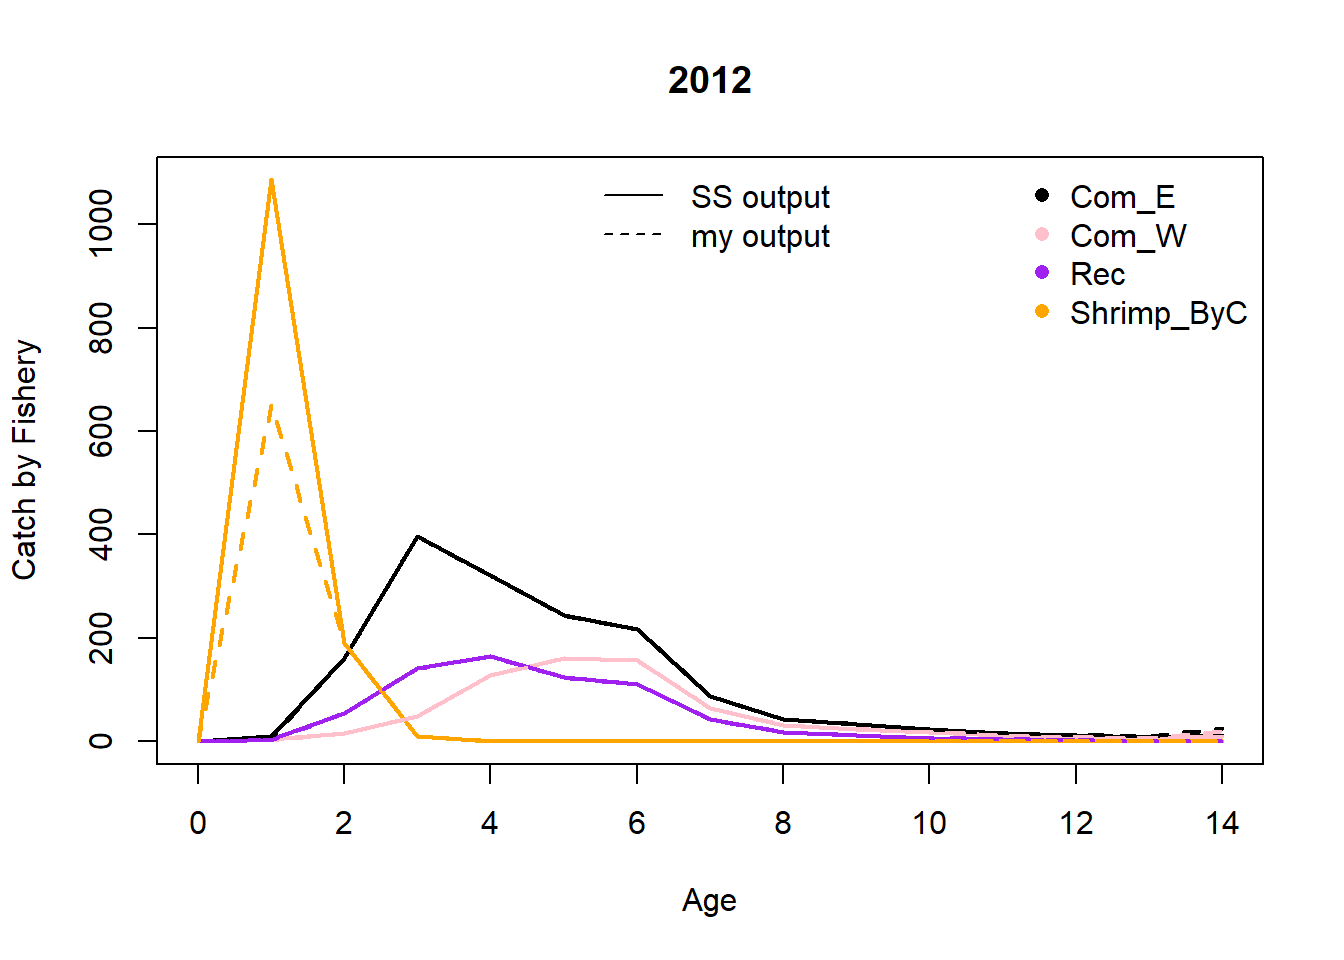 2012
SS output
my output
Com_E
Com_W
Rec
Shrimp_ByC
Catch by Fishery
1000
800
600
400
200
0
0 2 4 6 8 10 12 14
Age